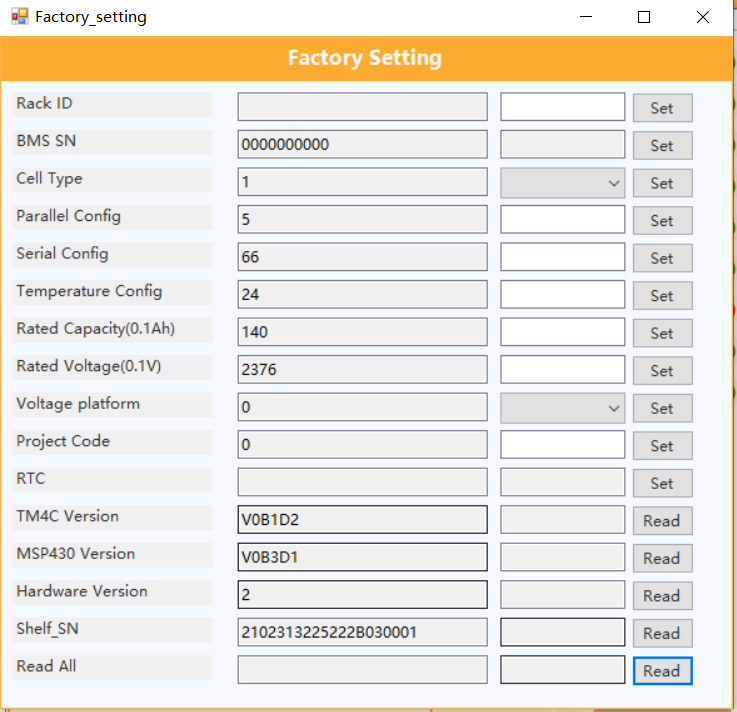 Factory_setting
Factory Setting
Rack ID Set
BMS SN 0000000000 Set
Cell Type 1 Set
Parallel Config 5 Set
Serial Config 66 Set
Temperature Config 24 Set
Rated Capacity(0.1Ah) 140 Set
Rated Voltage(0.1V) 2376 Set
Voltage platform 0 Set
Project Code 0 Set
RTC Set
TM4C Version V0B1D2 Read
MSP430 Version V0B3D1 Read
Hardware Version 2 Read
Shelf_SN 2102313225222B030001 Read
Read All Read